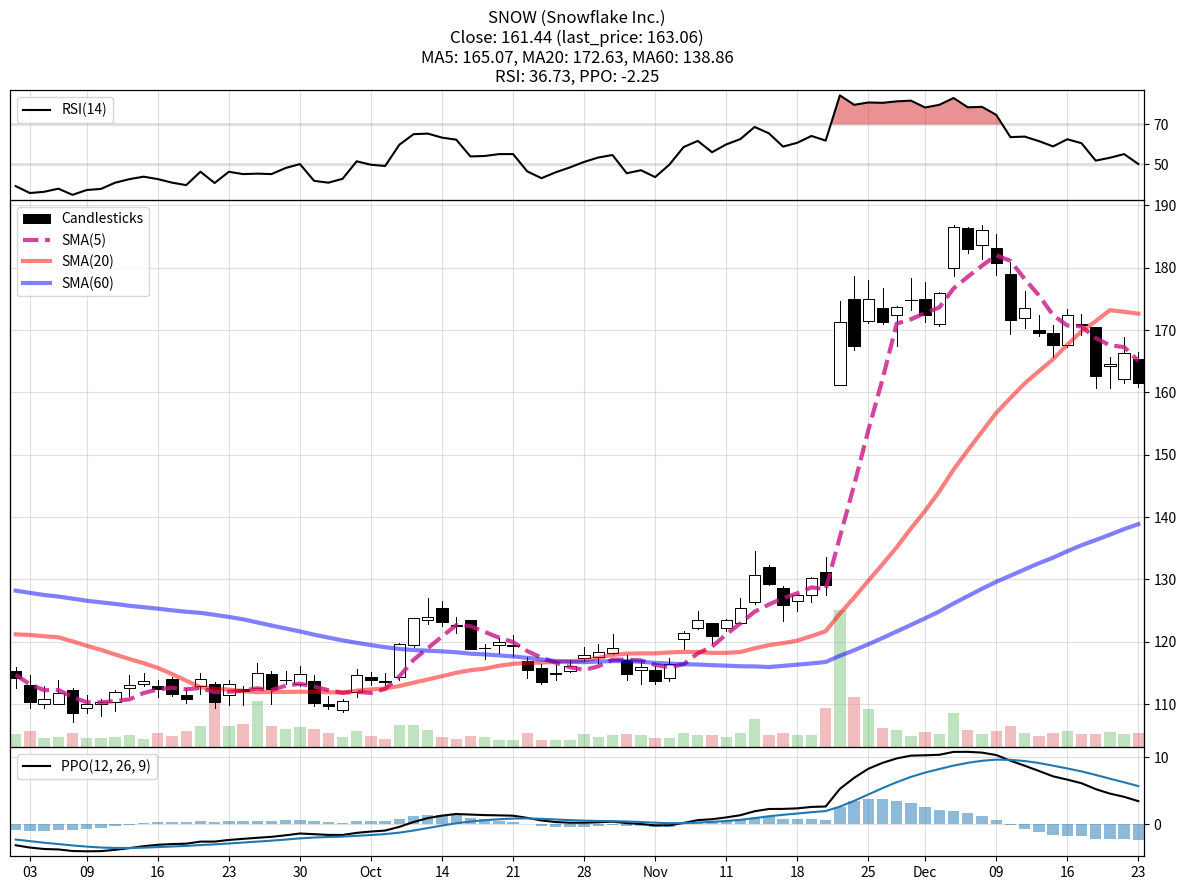 SNOW (Snowflake Inc.)
Close: 161.44 (last_price: 163.06)
MA5: 165.07, MA20: 172.63, MA60: 138.86
RSI: 36.73, PPO: -2.25
RSI(14)
70
50
Candlesticks
SMA(5)
SMA(20)
SMA(60)
190
180
170
160
150
140
130
120
110
PPO(12, 26, 9)
10
0
03 09 16 23 30 Oct 14 21 28 Nov 11 18 25 Dec 09 16 23